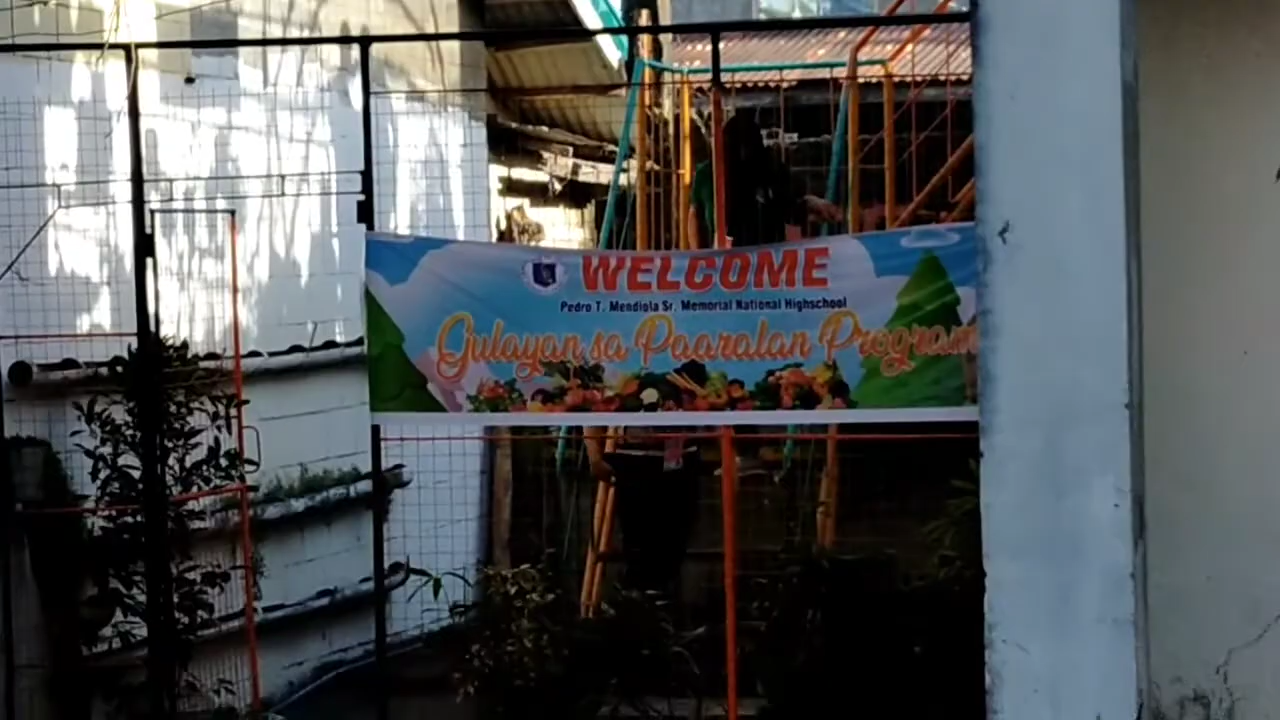 WELCOME
Pedro T. Mendiola Sr. Memorial National Highschool
Gulayan sa Paaralan Program